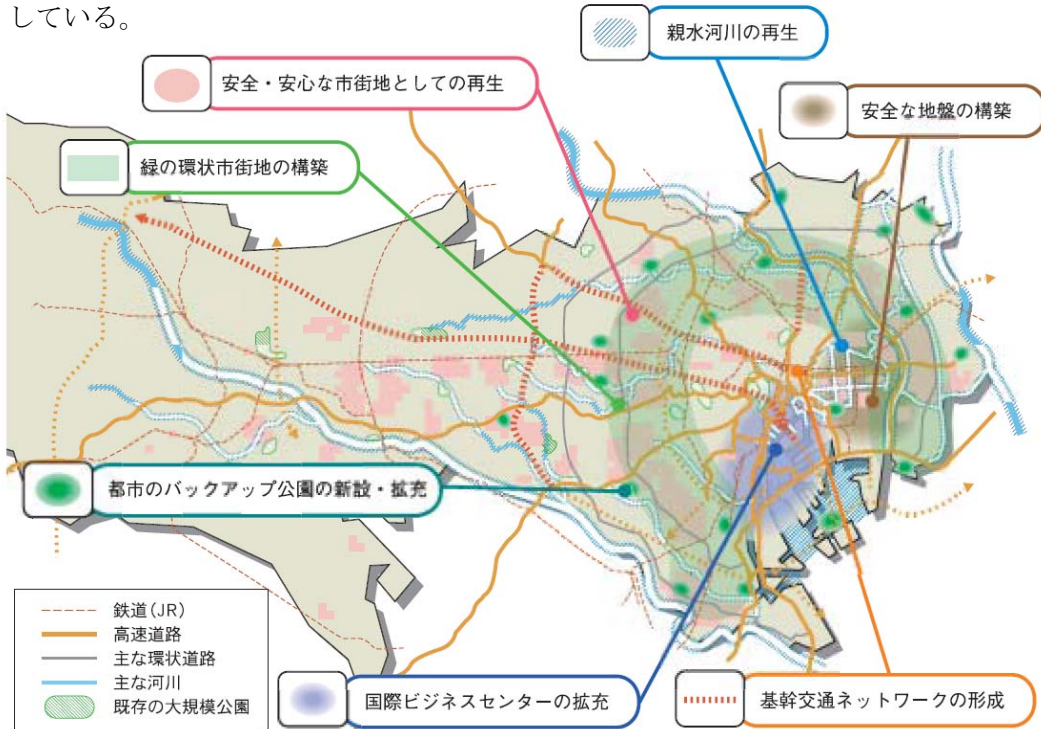 している。
親水河川の再生
安全・安心な市街地としての再生
安全な地盤の構築
緑の環状市街地の構築
都市のバックアップ公園の新設・拡充
鉄道(JR)
高速道路
主な環状道路
主な河川
既存の大規模公園
国際ビジネスセンターの拡充
基幹交通ネットワークの形成